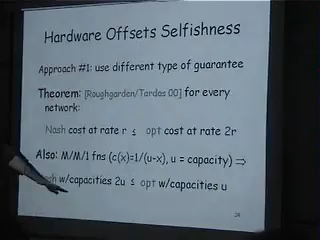 Hardware Offsets Selfishness
Approach #1: use different type of guarantee
Theorem: [Roughgarden/Tardos 00] for every
network:
Nash cost at rate r ≤ opt cost at rate 2r
Also: M/M/1 fns (c(x)=1/(u-x), u = capacity) ⇒
w/capacities 2u ≤ opt w/capacities u